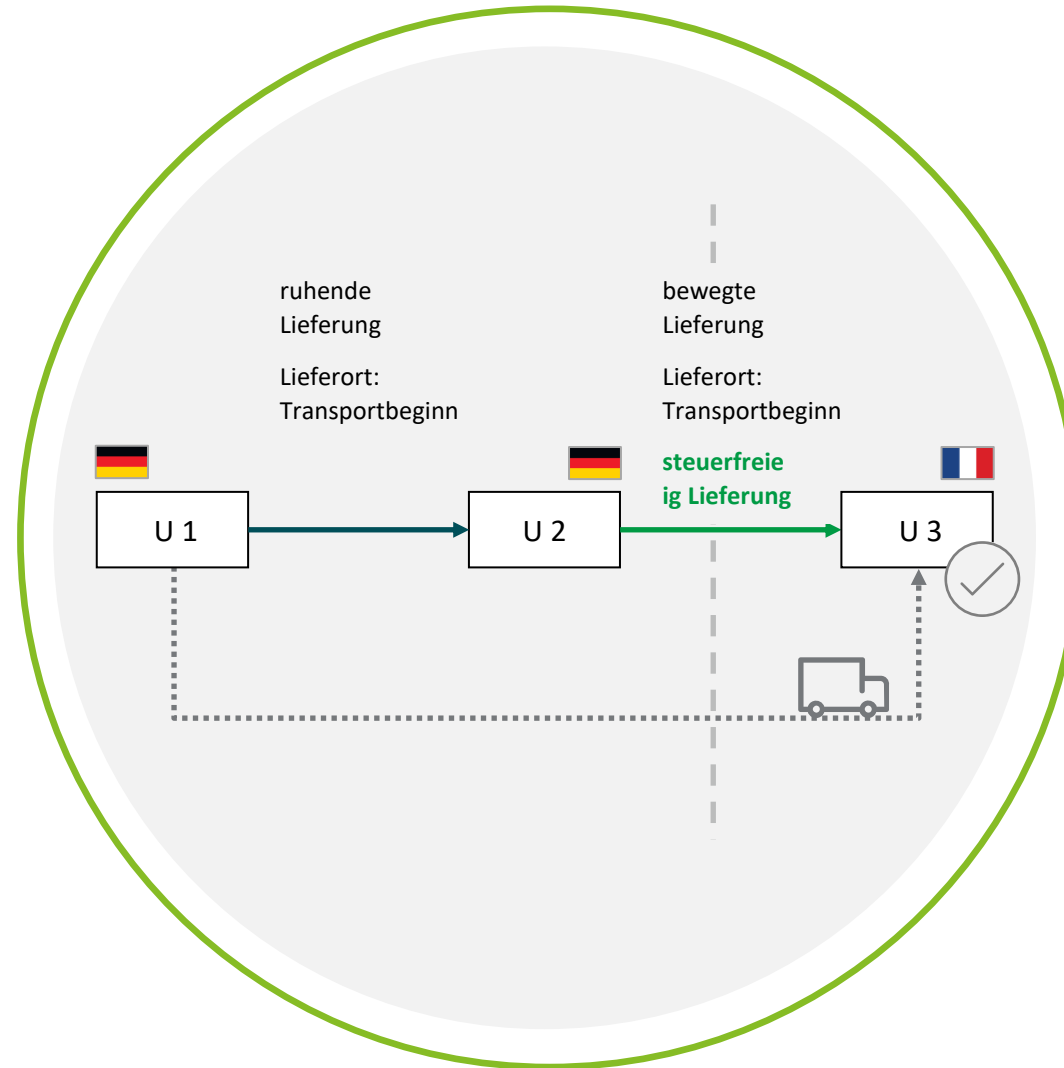 ruhende
Lieferung
Lieferort:
Transportbeginn
bewegte
Lieferung
Lieferort:
Transportbeginn
steuerfreie
ig Lieferung
U 1
U 2
U 3